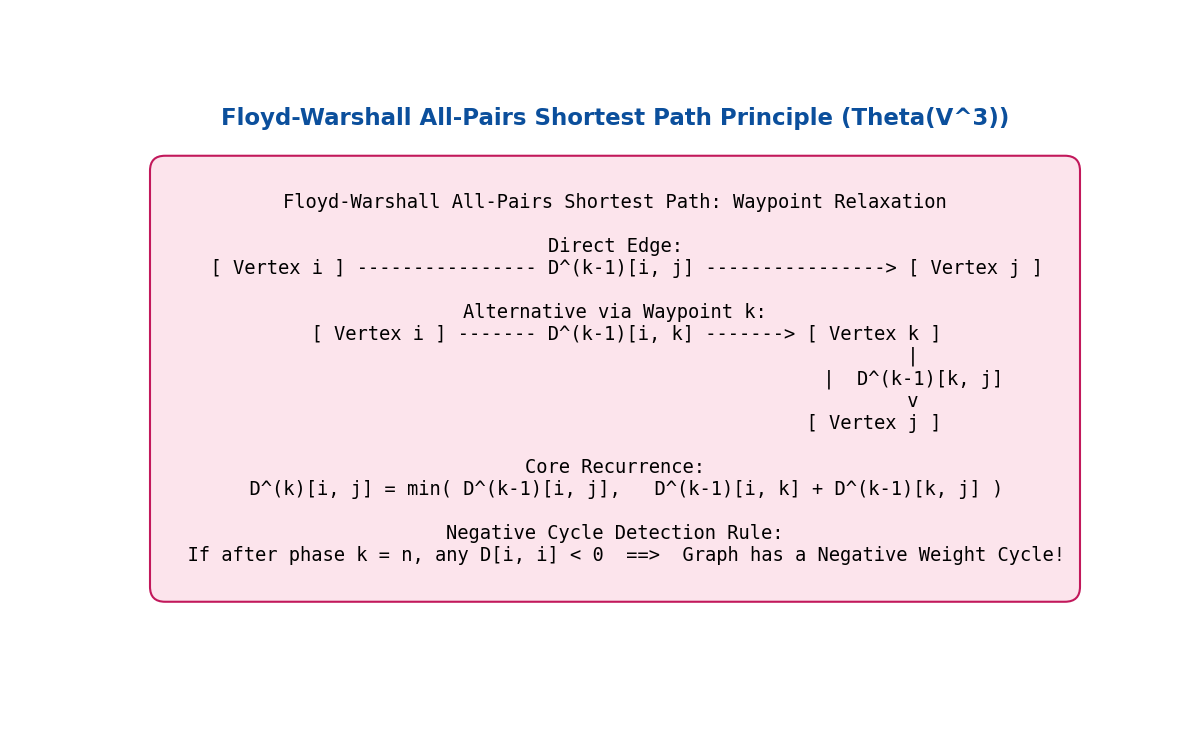 Floyd-Warshall All-Pairs Shortest Path Principle (Theta(V^3))
Floyd-Warshall All-Pairs Shortest Path: Waypoint Relaxation
Direct Edge:
[ Vertex i ] ---------------- D^(k-1)[i, j] ----------------> [ Vertex j ]
Alternative via Waypoint k:
[ Vertex i ] ------- D^(k-1)[i, k] -------> [ Vertex k ]
|
|  D^(k-1)[k, j]
v
[ Vertex j ]
Core Recurrence:
D^(k)[i, j] = min( D^(k-1)[i, j],   D^(k-1)[i, k] + D^(k-1)[k, j] )
Negative Cycle Detection Rule:
If after phase k = n, any D[i, i] < 0  ==>  Graph has a Negative Weight Cycle!